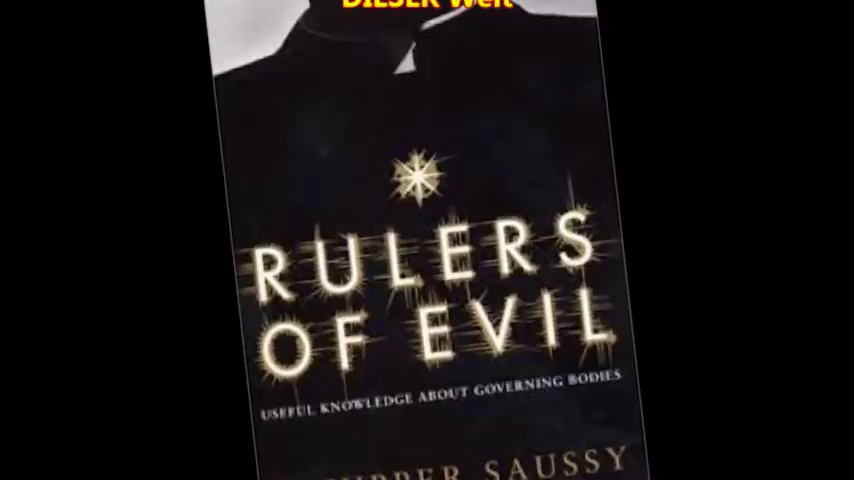 DIESER Welt
RULERS
OF EVIL
USEFUL KNOWLEDGE ABOUT GOVERNING BODIES
SAUSSY